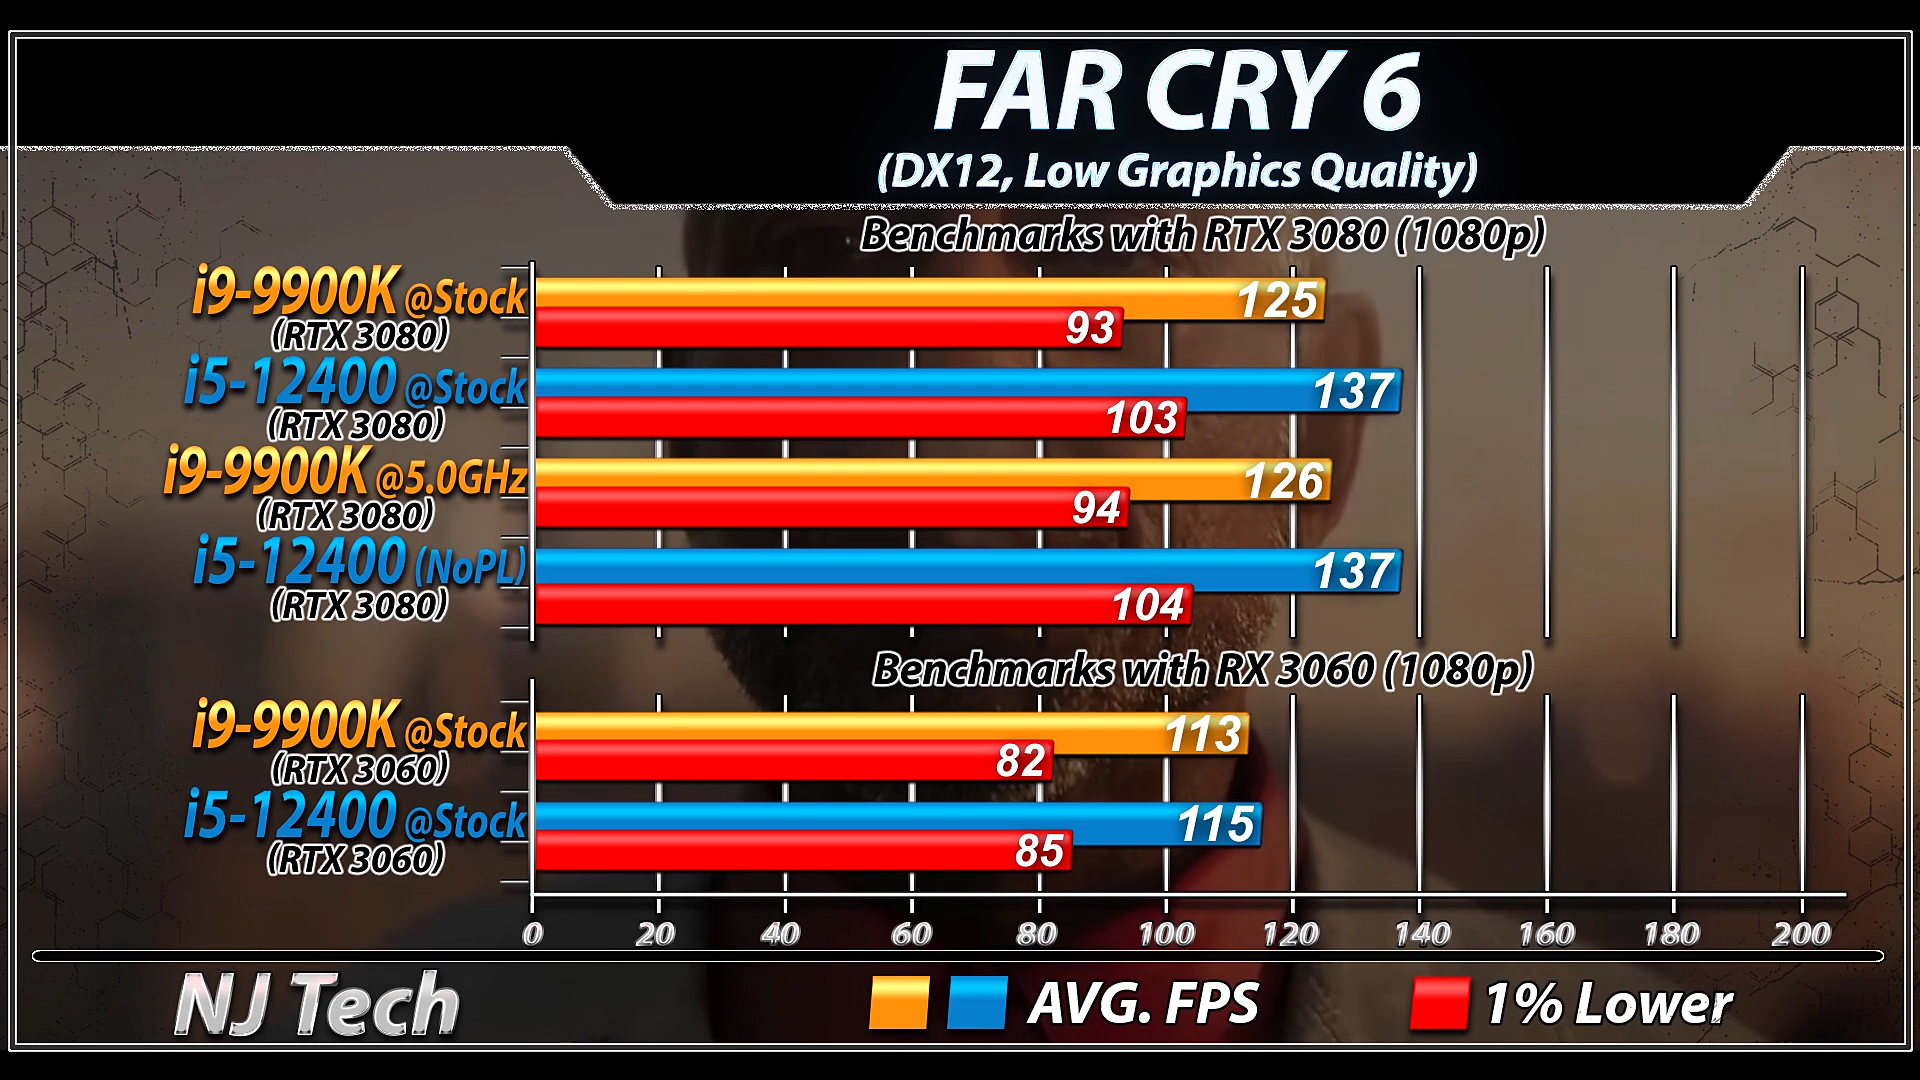 FAR CRY 6
(DX12, Low Graphics Quality)
Benchmarks with RTX 3080 (1080p)
i9-9900K @Stock 125
(RTX 3080) 93
i5-12400 @Stock 137
(RTX 3080) 103
i9-9900K @5.0GHz 126
(RTX 3080) 94
i5-12400 (NoPL) 137
(RTX 3080) 104
Benchmarks with RX 3060 (1080p)
i9-9900K @Stock 113
(RTX 3060) 82
i5-12400 @Stock 115
(RTX 3060) 85
0 20 40 60 80 100 120 140 160 180 200
NJ Tech AVG. FPS 1% Lower